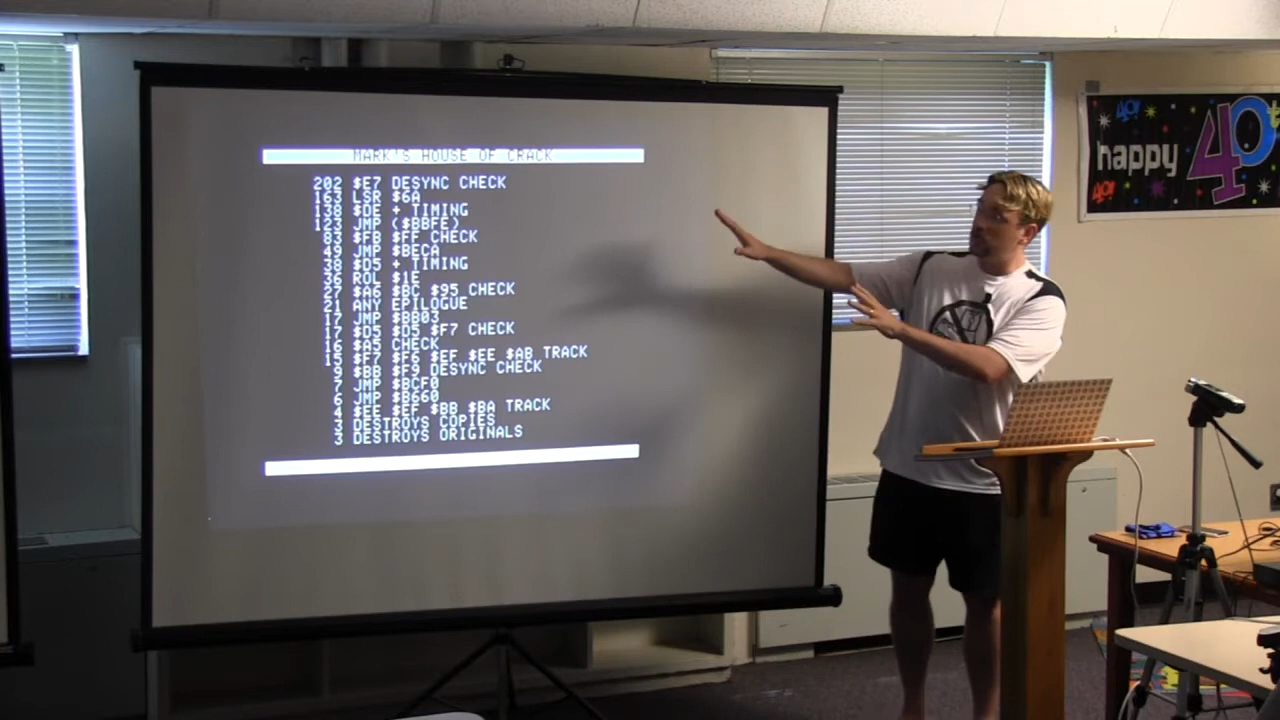 MARK'S HOUSE OF CRACK
202 $E7 DESYNC CHECK
163 LSR $6A
138 $DE + TIMING
123 JMP ($BBFE)
83 $FB $FF CHECK
49 JMP $BECA
38 $D5 + TIMING
36 ROL $1E
27 $A6 $BC $95 CHECK
21 ANY EPILOGUE
17 JMP $BB03
17 $D5 $D5 $F7 CHECK
16 $A5 CHECK
15 $F7 $F6 $EF $EE $AB TRACK
9 $BB $F9 DESYNC CHECK
7 JMP $BCF0
6 JMP $B660
4 $EE $EF $BB $BA TRACK
3 DESTROYS COPIES
3 DESTROYS ORIGINALS
40!
happy 40th
40!